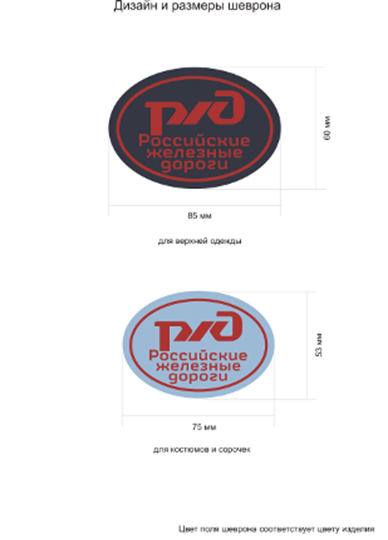 Дизайн и размеры шеврона
ржд
Российские
железные
дороги
60 мм
85 мм
для верхней одежды
ржд
Российские
железные
дороги
53 мм
75 мм
для костюмов и сорочек
Цвет поля шеврона соответствует цвету изделия